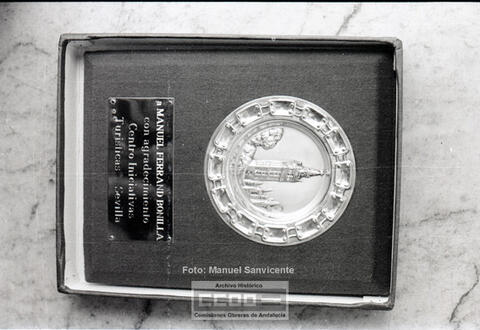 A MANUEL FERRAND BONILLA
con agradecimiento
Centro Iniciativas
Turísticas Sevilla
Foto: Manuel Sanvicente
Archivo Histórico
CCOO
Comisiones Obreras de Andalucía